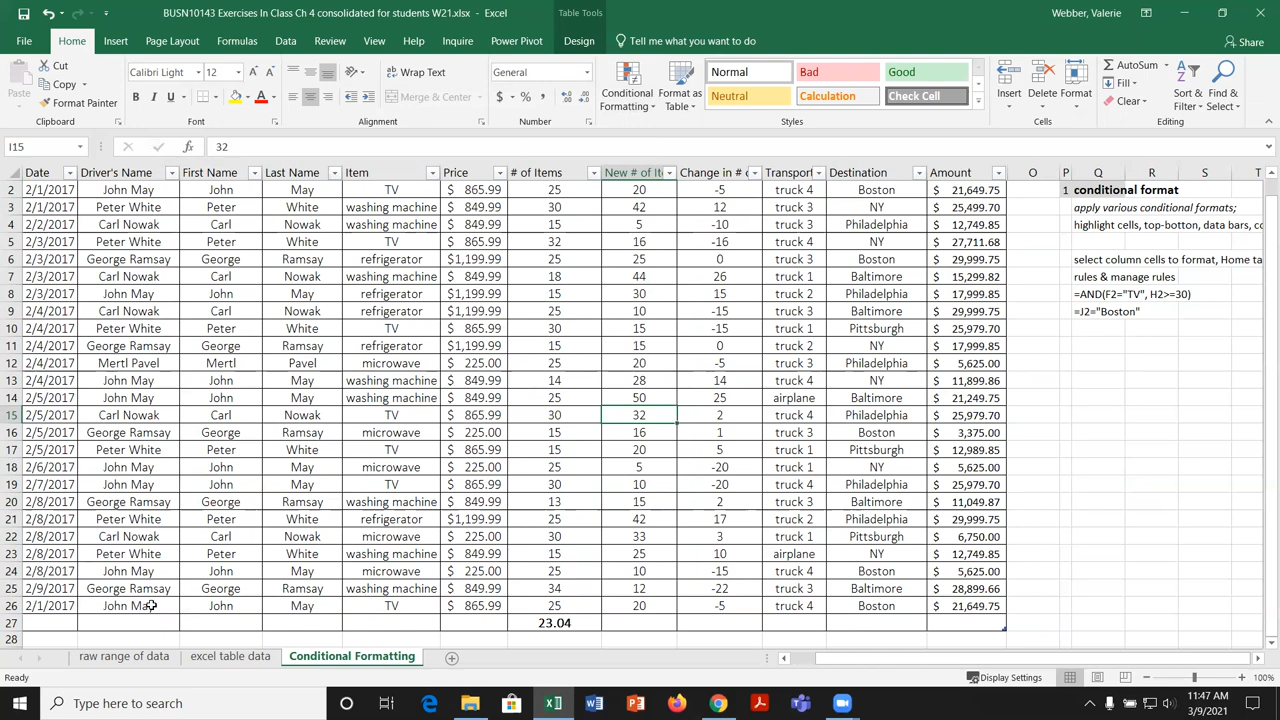 BUSN10143 Exercises In Class Ch 4 consolidated for students W21.xlsx - Excel
Table Tools
Webber, Valerie
File Home Insert Page Layout Formulas Data Review View Help Inquire Power Pivot Design Tell me what you want to do Share
Paste
Cut
Copy
Format Painter
Clipboard
Calibri Light 12
B I U
Font
Wrap Text
Merge & Center
Alignment
General
$ % ,
Number
Conditional Formatting
Format as Table
Normal Bad Good
Neutral Calculation Check Cell
Styles
Insert Delete Format
Cells
AutoSum
Fill
Clear
Sort & Filter
Find & Select
Editing
I15 fx 32
Date Driver's Name First Name Last Name Item Price # of Items New # of It Change in # Transport Destination Amount O P Q R S T
2 2/1/2017 John May John May TV $ 865.99 25 20 -5 truck 4 Boston $ 21,649.75 1 conditional format
3 2/1/2017 Peter White Peter White washing machine $ 849.99 30 42 12 truck 3 NY $ 25,499.70 apply various conditional formats;
4 2/2/2017 Carl Nowak Carl Nowak washing machine $ 849.99 15 5 -10 truck 3 Philadelphia $ 12,749.85 highlight cells, top-botton, data bars, co
5 2/3/2017 Peter White Peter White TV $ 865.99 32 16 -16 truck 4 NY $ 27,711.68
6 2/3/2017 George Ramsay George Ramsay refrigerator $1,199.99 25 25 0 truck 3 Boston $ 29,999.75 select column cells to format, Home ta
7 2/3/2017 Carl Nowak Carl Nowak washing machine $ 849.99 18 44 26 truck 1 Baltimore $ 15,299.82 rules & manage rules
8 2/3/2017 John May John May refrigerator $1,199.99 15 30 15 truck 2 Philadelphia $ 17,999.85 =AND(F2="TV", H2>=30)
9 2/4/2017 Carl Nowak Carl Nowak refrigerator $1,199.99 25 10 -15 truck 3 Baltimore $ 29,999.75 =J2="Boston"
10 2/4/2017 Peter White Peter White TV $ 865.99 30 15 -15 truck 1 Pittsburgh $ 25,979.70
11 2/4/2017 George Ramsay George Ramsay refrigerator $1,199.99 15 15 0 truck 2 NY $ 17,999.85
12 2/4/2017 Mertl Pavel Mertl Pavel microwave $ 225.00 25 20 -5 truck 3 Philadelphia $ 5,625.00
13 2/4/2017 John May John May washing machine $ 849.99 14 28 14 truck 4 NY $ 11,899.86
14 2/5/2017 John May John May washing machine $ 849.99 25 50 25 airplane Baltimore $ 21,249.75
15 2/5/2017 Carl Nowak Carl Nowak TV $ 865.99 30 32 2 truck 4 Philadelphia $ 25,979.70
16 2/5/2017 George Ramsay George Ramsay microwave $ 225.00 15 16 1 truck 3 Boston $ 3,375.00
17 2/5/2017 Peter White Peter White TV $ 865.99 15 20 5 truck 1 Philadelphia $ 12,989.85
18 2/6/2017 John May John May microwave $ 225.00 25 5 -20 truck 1 NY $ 5,625.00
19 2/7/2017 John May John May TV $ 865.99 30 10 -20 truck 4 Boston $ 25,979.70
20 2/8/2017 George Ramsay George Ramsay washing machine $ 849.99 13 15 2 truck 3 Baltimore $ 11,049.87
21 2/8/2017 Peter White Peter White refrigerator $1,199.99 25 42 17 truck 2 Philadelphia $ 29,999.75
22 2/8/2017 Carl Nowak Carl Nowak microwave $ 225.00 30 33 3 truck 1 Pittsburgh $ 6,750.00
23 2/8/2017 Peter White Peter White washing machine $ 849.99 15 25 10 airplane NY $ 12,749.85
24 2/8/2017 John May John May microwave $ 225.00 25 10 -15 truck 4 Boston $ 5,625.00
25 2/9/2017 George Ramsay George Ramsay washing machine $ 849.99 34 12 -22 truck 3 Baltimore $ 28,899.66
26 2/1/2017 John May John May TV $ 865.99 25 20 -5 truck 4 Boston $ 21,649.75
27 23.04
28
raw range of data excel table data Conditional Formatting
Ready Display Settings 100%
Type here to search
11:47 AM
3/9/2021